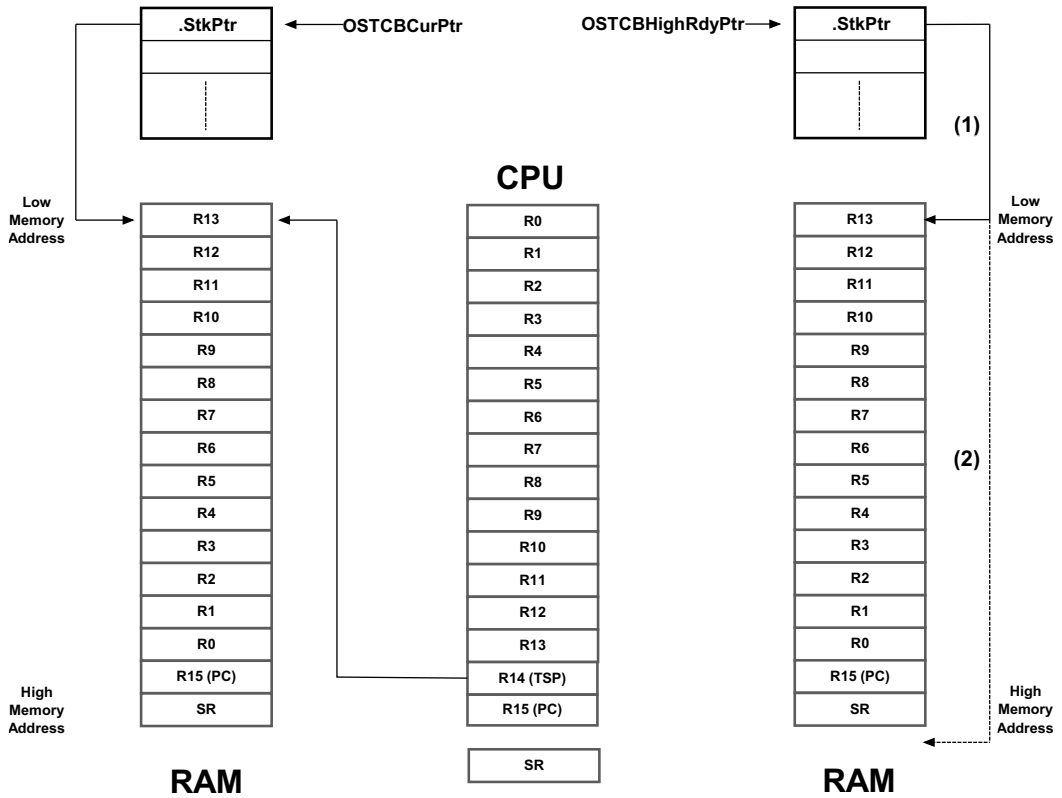 .StkPtr
OSTCBCurPtr
OSTCBHighRdyPtr
.StkPtr
(1)
CPU
Low
Memory
Address
R13
R12
R11
R10
R9
R8
R7
R6
R5
R4
R3
R2
R1
R0
R15 (PC)
SR
High
Memory
Address
RAM
R0
R1
R2
R3
R4
R5
R6
R7
R8
R9
R10
R11
R12
R13
R14 (TSP)
R15 (PC)
SR
R13
R12
R11
R10
R9
R8
R7
R6
R5
R4
R3
R2
R1
R0
R15 (PC)
SR
RAM
Low
Memory
Address
(2)
High
Memory
Address